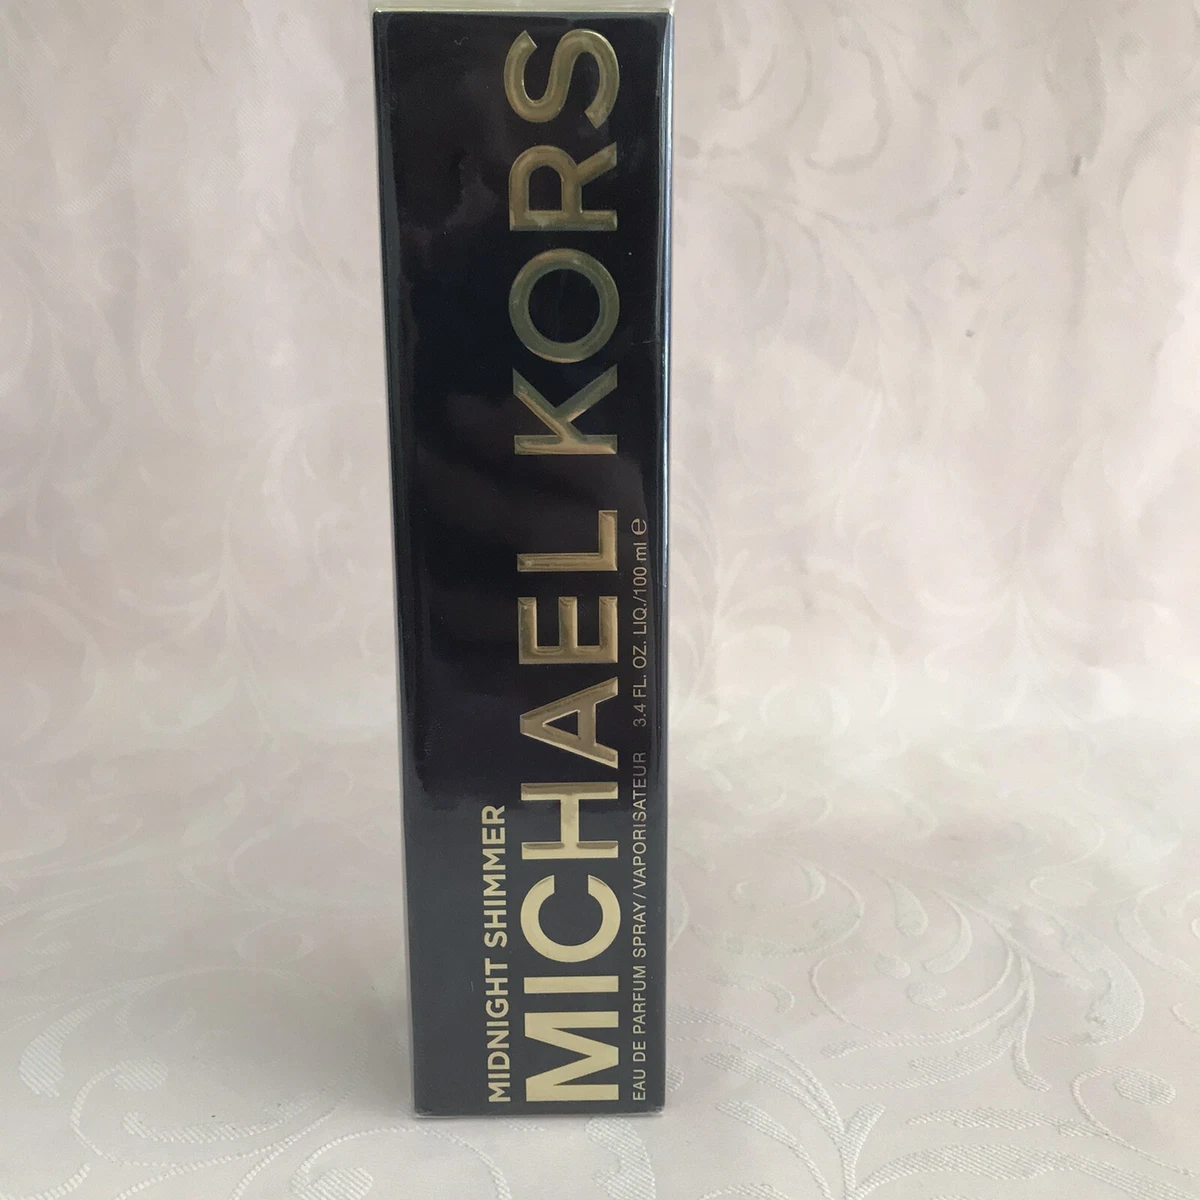 MIDNIGHT SHIMMER
MICHAEL KORS
EAU DE PARFUM SPRAY/VAPORISATEUR 3.4 FL. OZ. LIQ./100 ml ℮